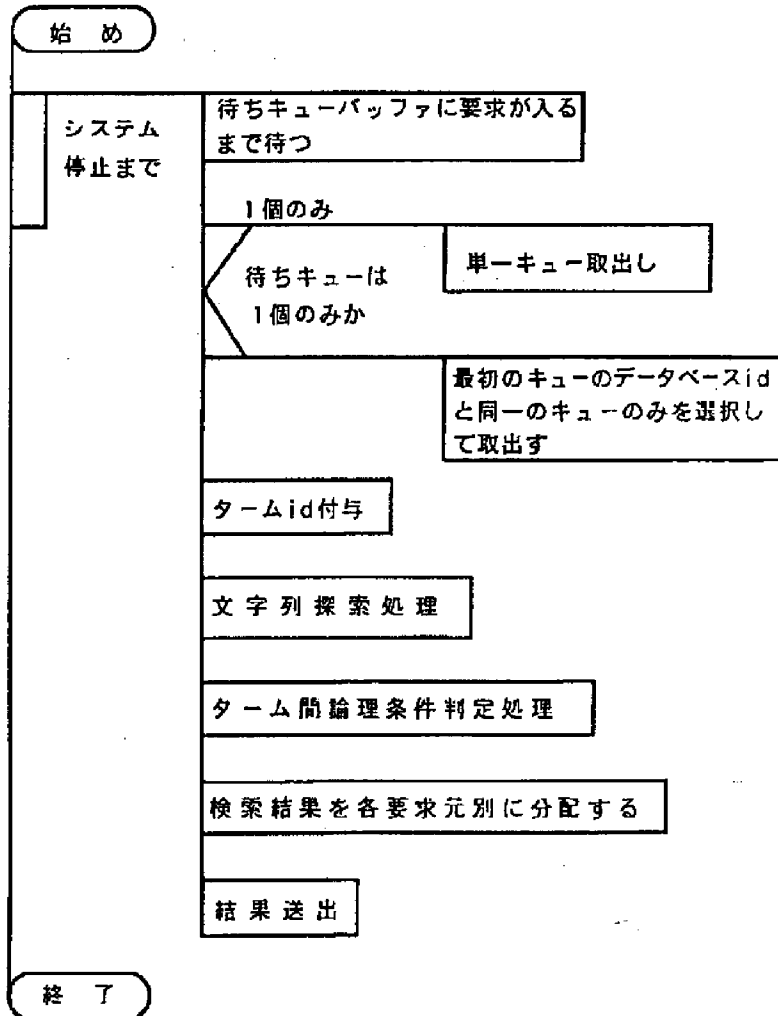 始め
システム
停止まで
待ちキューバッファに要求が入る
まで待つ
1個のみ
待ちキューは
1個のみか
単一キュー取出し
最初のキューのデータベースid
と同一のキューのみを選択し
て取出す
タームid付与
文字列探索処理
ターム間論理条件判定処理
検索結果を各要求元別に分配する
結果送出
終了